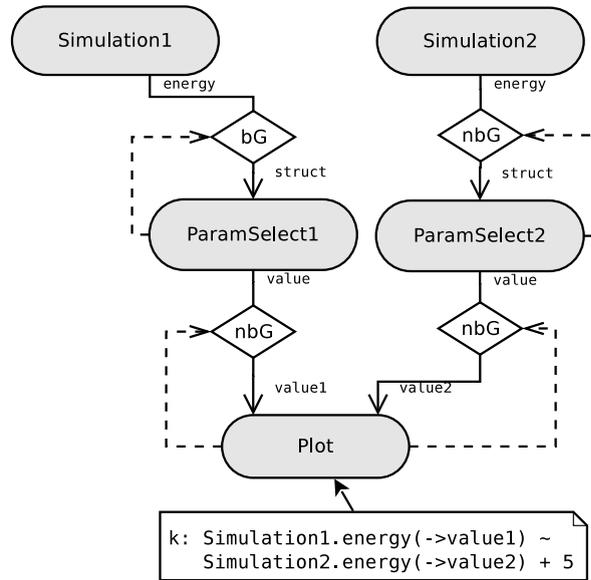 Simulation1
Simulation2
energy
energy
bG
nbG
struct
struct
ParamSelect1
ParamSelect2
value
value
nbG
nbG
value1
value2
Plot
k: Simulation1.energy(->value1) ~
Simulation2.energy(->value2) + 5